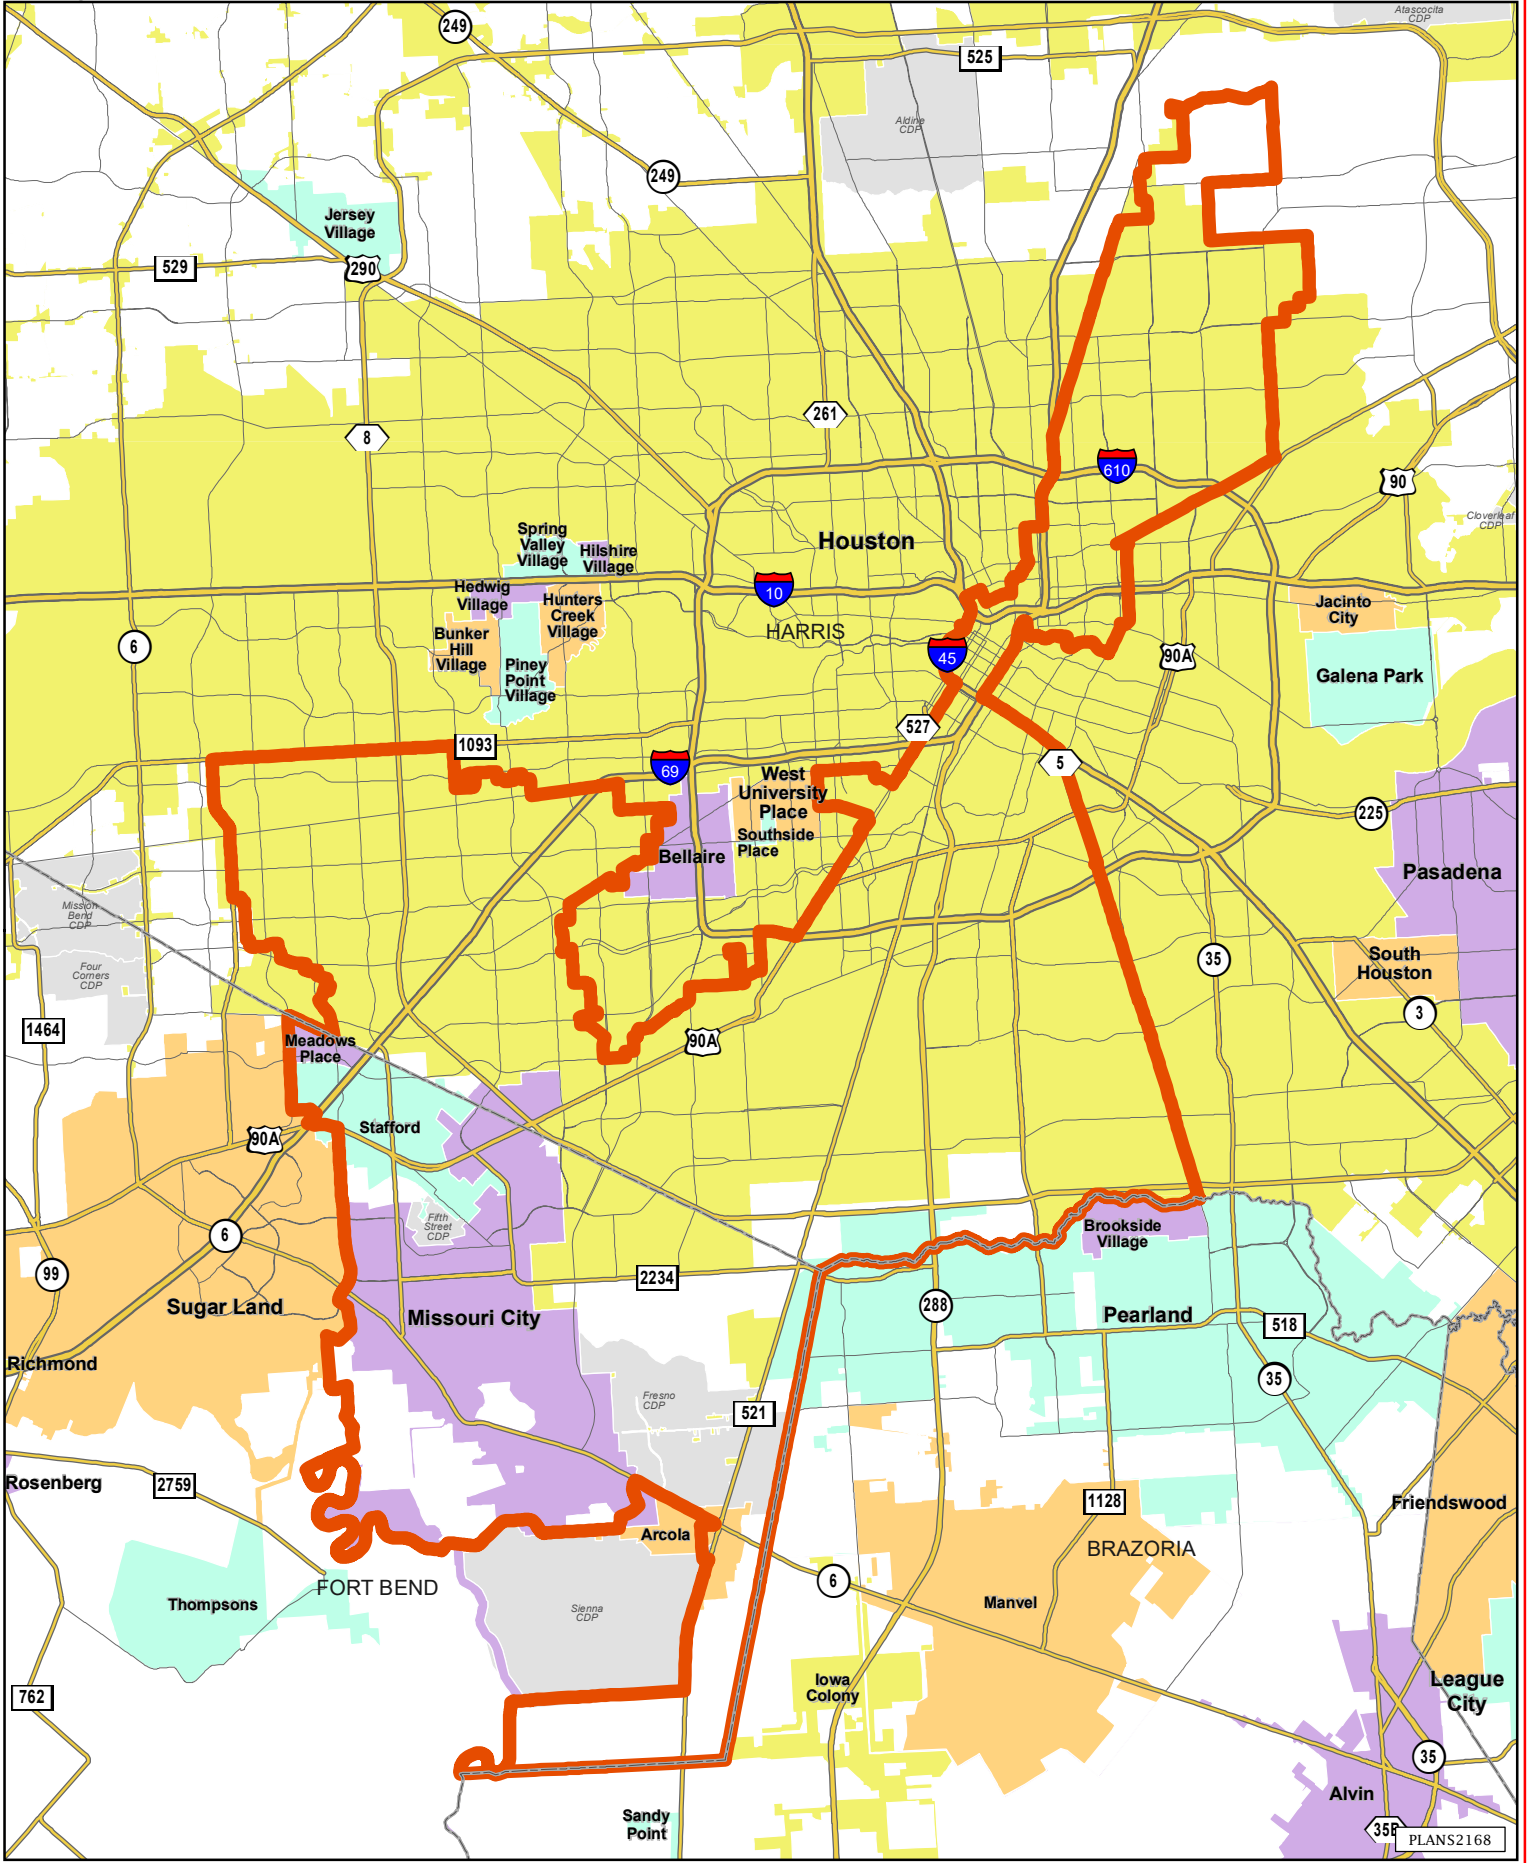 Atascocita
CDP
249
525
Aldine
CDP
249
Jersey
Village
529
290
261
8
610
90
Cloverleaf
CDP
Spring
Valley
Village
Hilshire
Village
Houston
Hedwig
Village
10
Hunters
Creek
Village
Jacinto
City
HARRIS
Bunker
Hill
Village
6
45
90A
Piney
Point
Village
Galena Park
527
1093
69
5
West
University
Place
225
Southside
Place
Bellaire
Pasadena
Mission
Bend
CDP
35
South
Houston
Four
Corners
CDP
3
1464
Meadows
Place
90A
Stafford
90A
Fifth
Street
CDP
Brookside
Village
6
99
2234
Sugar Land
Missouri City
288
Pearland
518
Richmond
35
Fresno
CDP
521
Rosenberg
2759
1128
Friendswood
Arcola
BRAZORIA
FORT BEND
6
Thompsons
Sienna
CDP
Manvel
Iowa
Colony
League
City
762
35
Alvin
Sandy
Point
35B
PLANS2168